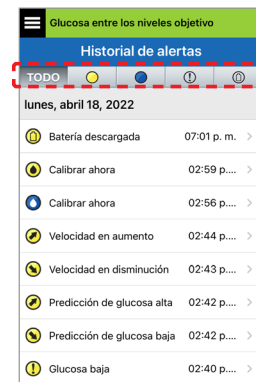 Glucosa entre los niveles objetivo
Historial de alertas
TODO
lunes, abril 18, 2022
Batería descargada 07:01 p. m.
Calibrar ahora 02:59 p....
Calibrar ahora 02:56 p....
Velocidad en aumento 02:44 p....
Velocidad en disminución 02:43 p....
Predicción de glucosa alta 02:42 p....
Predicción de glucosa baja 02:42 p....
Glucosa baja 02:40 p....